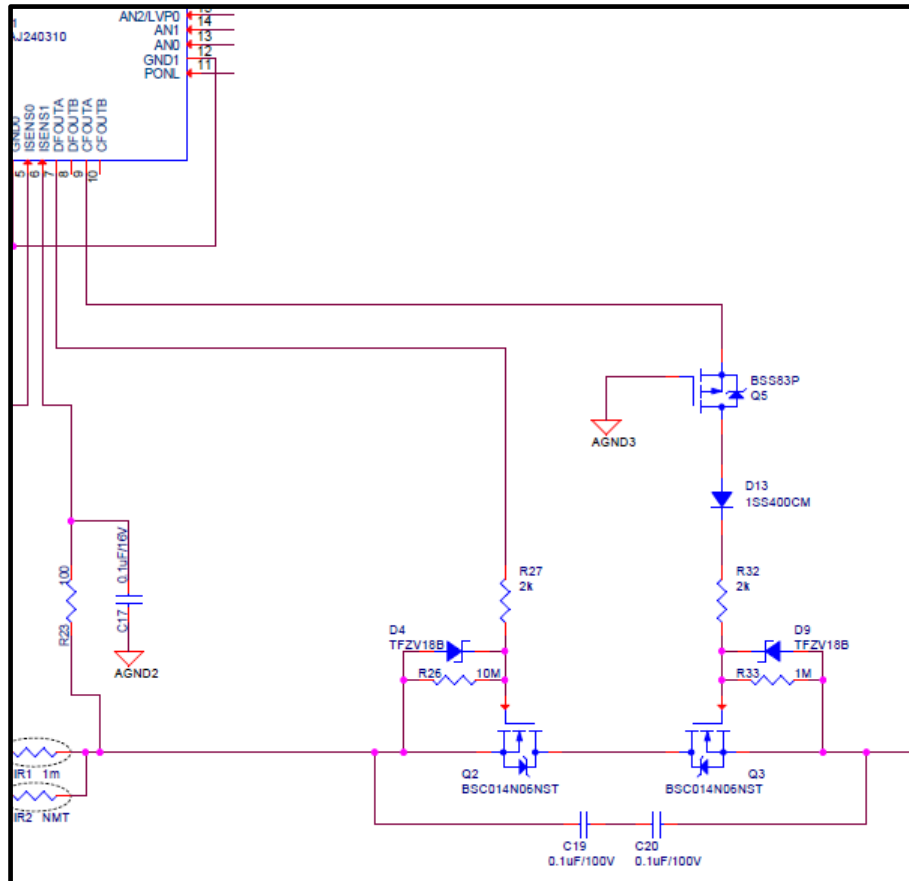 15
AN2/LVP0
14
AN1
13
AN0
12
GND1
11
PONL
AJ240310
GND0
ISENS0
ISENS1
DFOUTA
DFOUTB
CFOUTA
CFOUTB
5
6
7
8
9
10
BSS83P
Q5
AGND3
D13
1SS400CM
100
R23
0.1uF/16V
C17
AGND2
R27
2k
R32
2k
D4
TFZV18B
R26
10M
D9
TFZV18B
R33
1M
IR1 1m
IR2 NMT
Q2
BSC014N06NST
Q3
BSC014N06NST
C19
0.1uF/100V
C20
0.1uF/100V